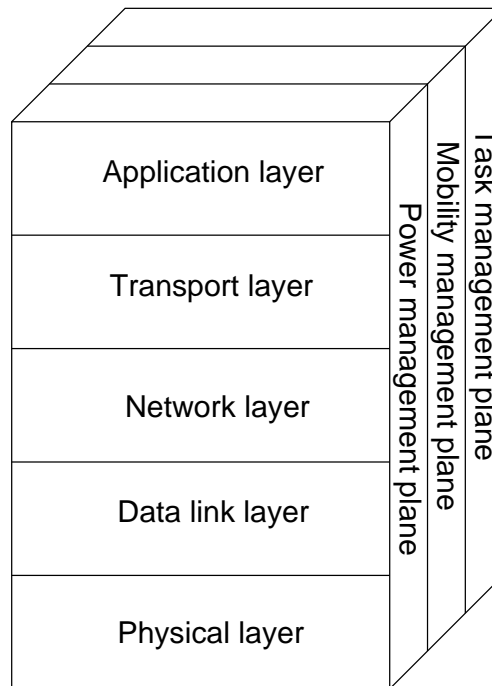 Application layer
Transport layer
Network layer
Data link layer
Physical layer
Power management plane
Mobility management plane
Task management plane